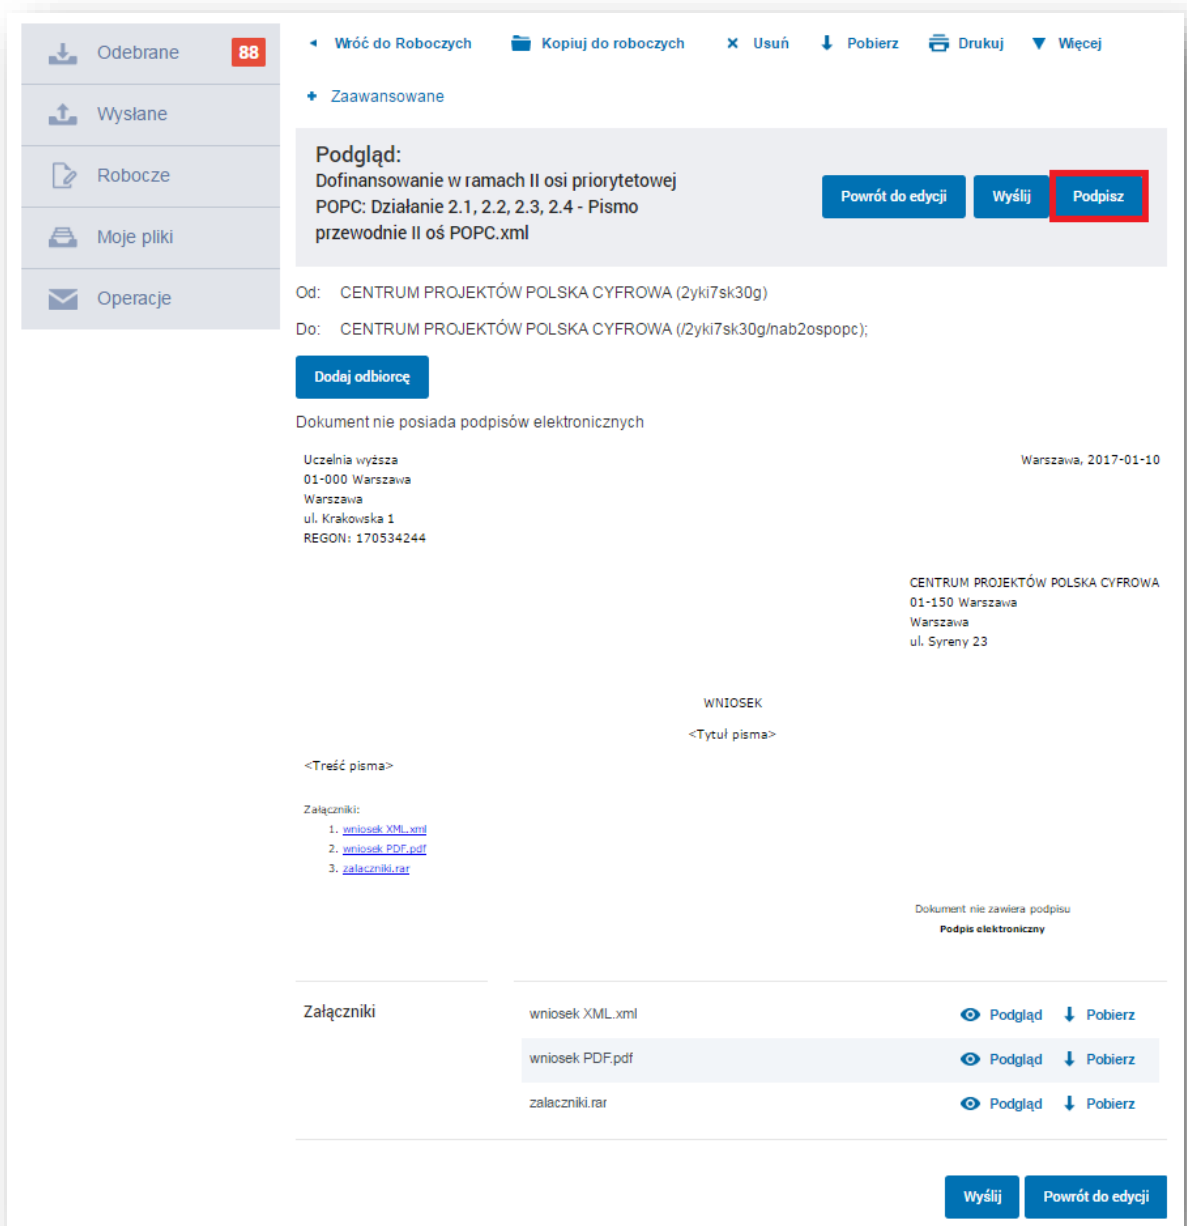 Odebrane 88
Wysłane
Robocze
Moje pliki
Operacje
Wróć do Roboczych Kopiuj do roboczych Usuń Pobierz Drukuj Więcej
Zaawansowane
Podgląd:
Dofinansowanie w ramach II osi priorytetowej
POPC: Działanie 2.1, 2.2, 2.3, 2.4 - Pismo
przewodnie II oś POPC.xml
Powrót do edycji Wyślij Podpisz
Od: CENTRUM PROJEKTÓW POLSKA CYFROWA (2yki7sk30g)
Do: CENTRUM PROJEKTÓW POLSKA CYFROWA (/2yki7sk30g/nab2ospopc);
Dodaj odbiorcę
Dokument nie posiada podpisów elektronicznych
Uczelnia wyższa
01-000 Warszawa
Warszawa
ul. Krakowska 1
REGON: 170534244
Warszawa, 2017-01-10
CENTRUM PROJEKTÓW POLSKA CYFROWA
01-150 Warszawa
Warszawa
ul. Syreny 23
WNIOSEK
<Tytuł pisma>
<Treść pisma>
Załączniki:
1. wniosek XML.xml
2. wniosek PDF.pdf
3. zalaczniki.rar
Dokument nie zawiera podpisu
Podpis elektroniczny
Załączniki
wniosek XML.xml Podgląd Pobierz
wniosek PDF.pdf Podgląd Pobierz
zalaczniki.rar Podgląd Pobierz
Wyślij Powrót do edycji